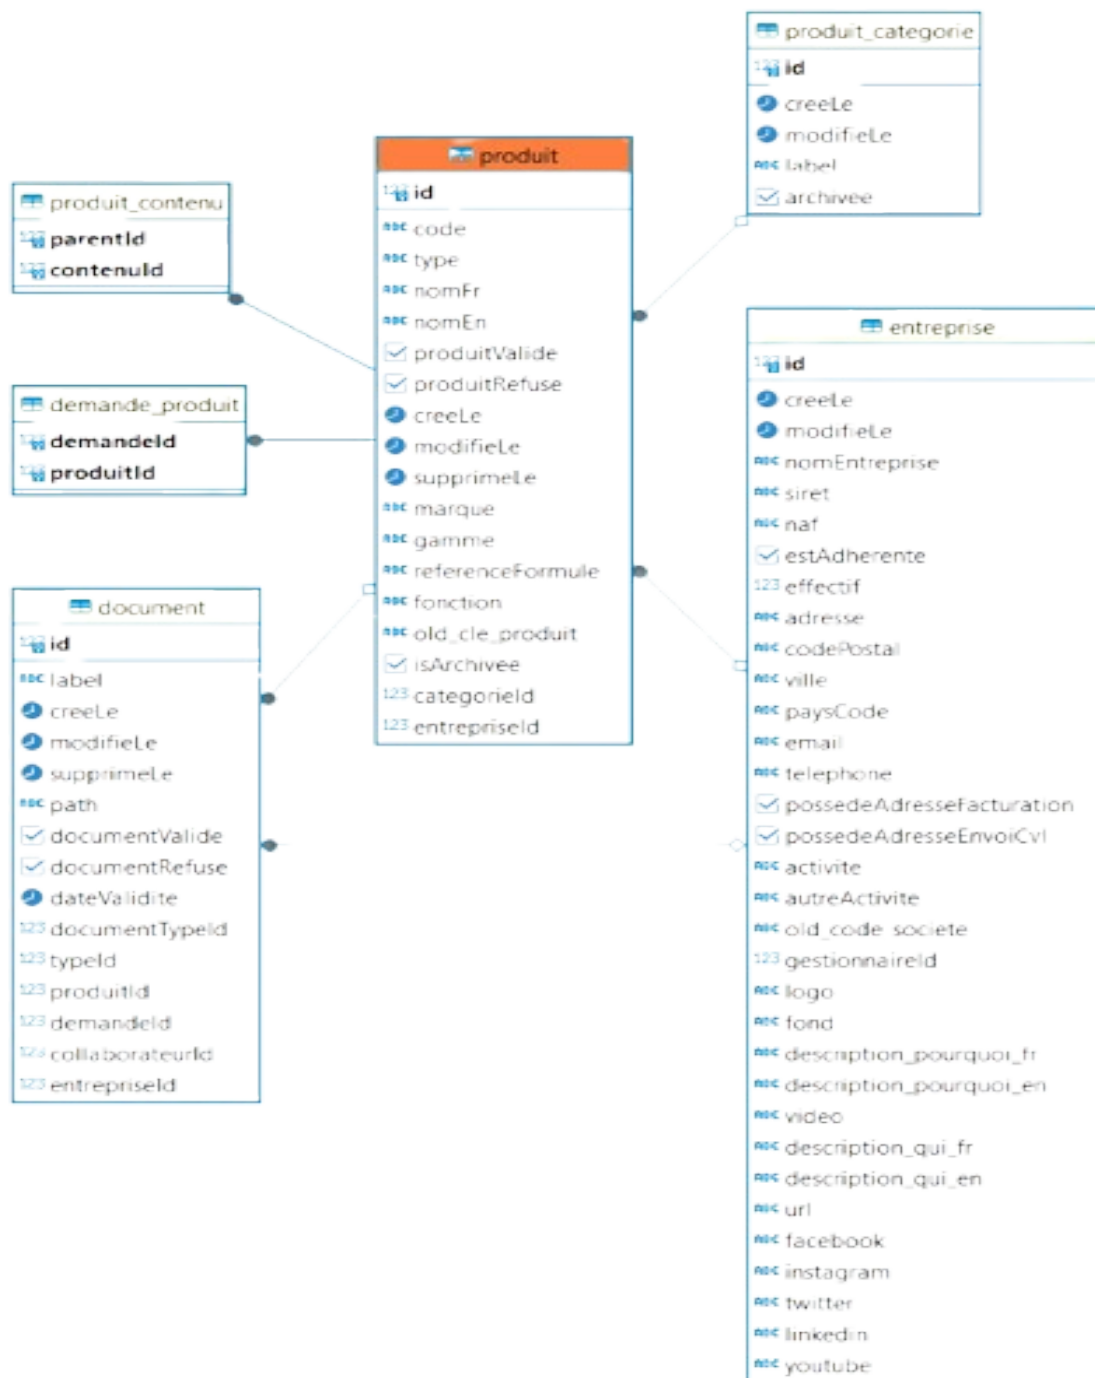 produit_categorie
id
creeLe
modifieLe
label
archivee
produit
id
code
type
nomFr
nomEn
produitValide
produitRefuse
creeLe
modifieLe
supprimeLe
marque
gamme
referenceFormule
fonction
old_cle_produit
isArchivee
categorieId
entrepriseId
produit_contenu
parentId
contenuId
demande_produit
demandeId
produitId
document
id
label
creeLe
modifieLe
supprimeLe
path
documentValide
documentRefuse
dateValidite
documentTypeId
typeId
produitId
demandeId
collaborateurId
entrepriseId
entreprise
id
creeLe
modifieLe
nomEntreprise
siret
naf
estAdherente
effectif
adresse
codePostal
ville
paysCode
email
telephone
possedeAdresseFacturation
possedeAdresseEnvoiCvl
activite
autreActivite
old_code_societe
gestionnaireId
logo
fond
description_pourquoi_fr
description_pourquoi_en
video
description_qui_fr
description_qui_en
url
facebook
instagram
twitter
linkedin
youtube